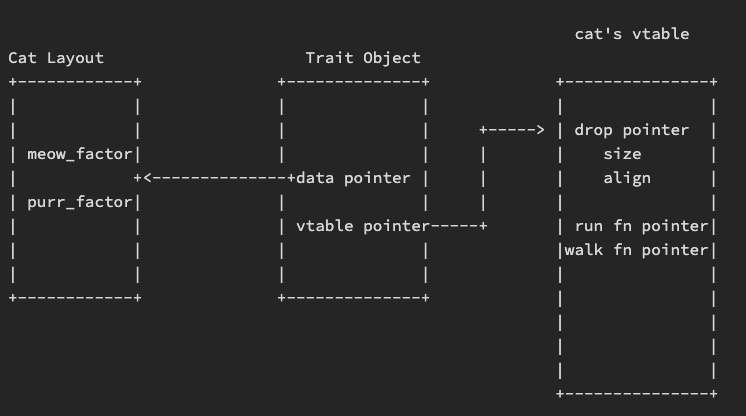 cat's vtable
Cat Layout Trait Object
drop pointer
meow_factor size
data pointer align
purr_factor
vtable pointer run fn pointer
walk fn pointer